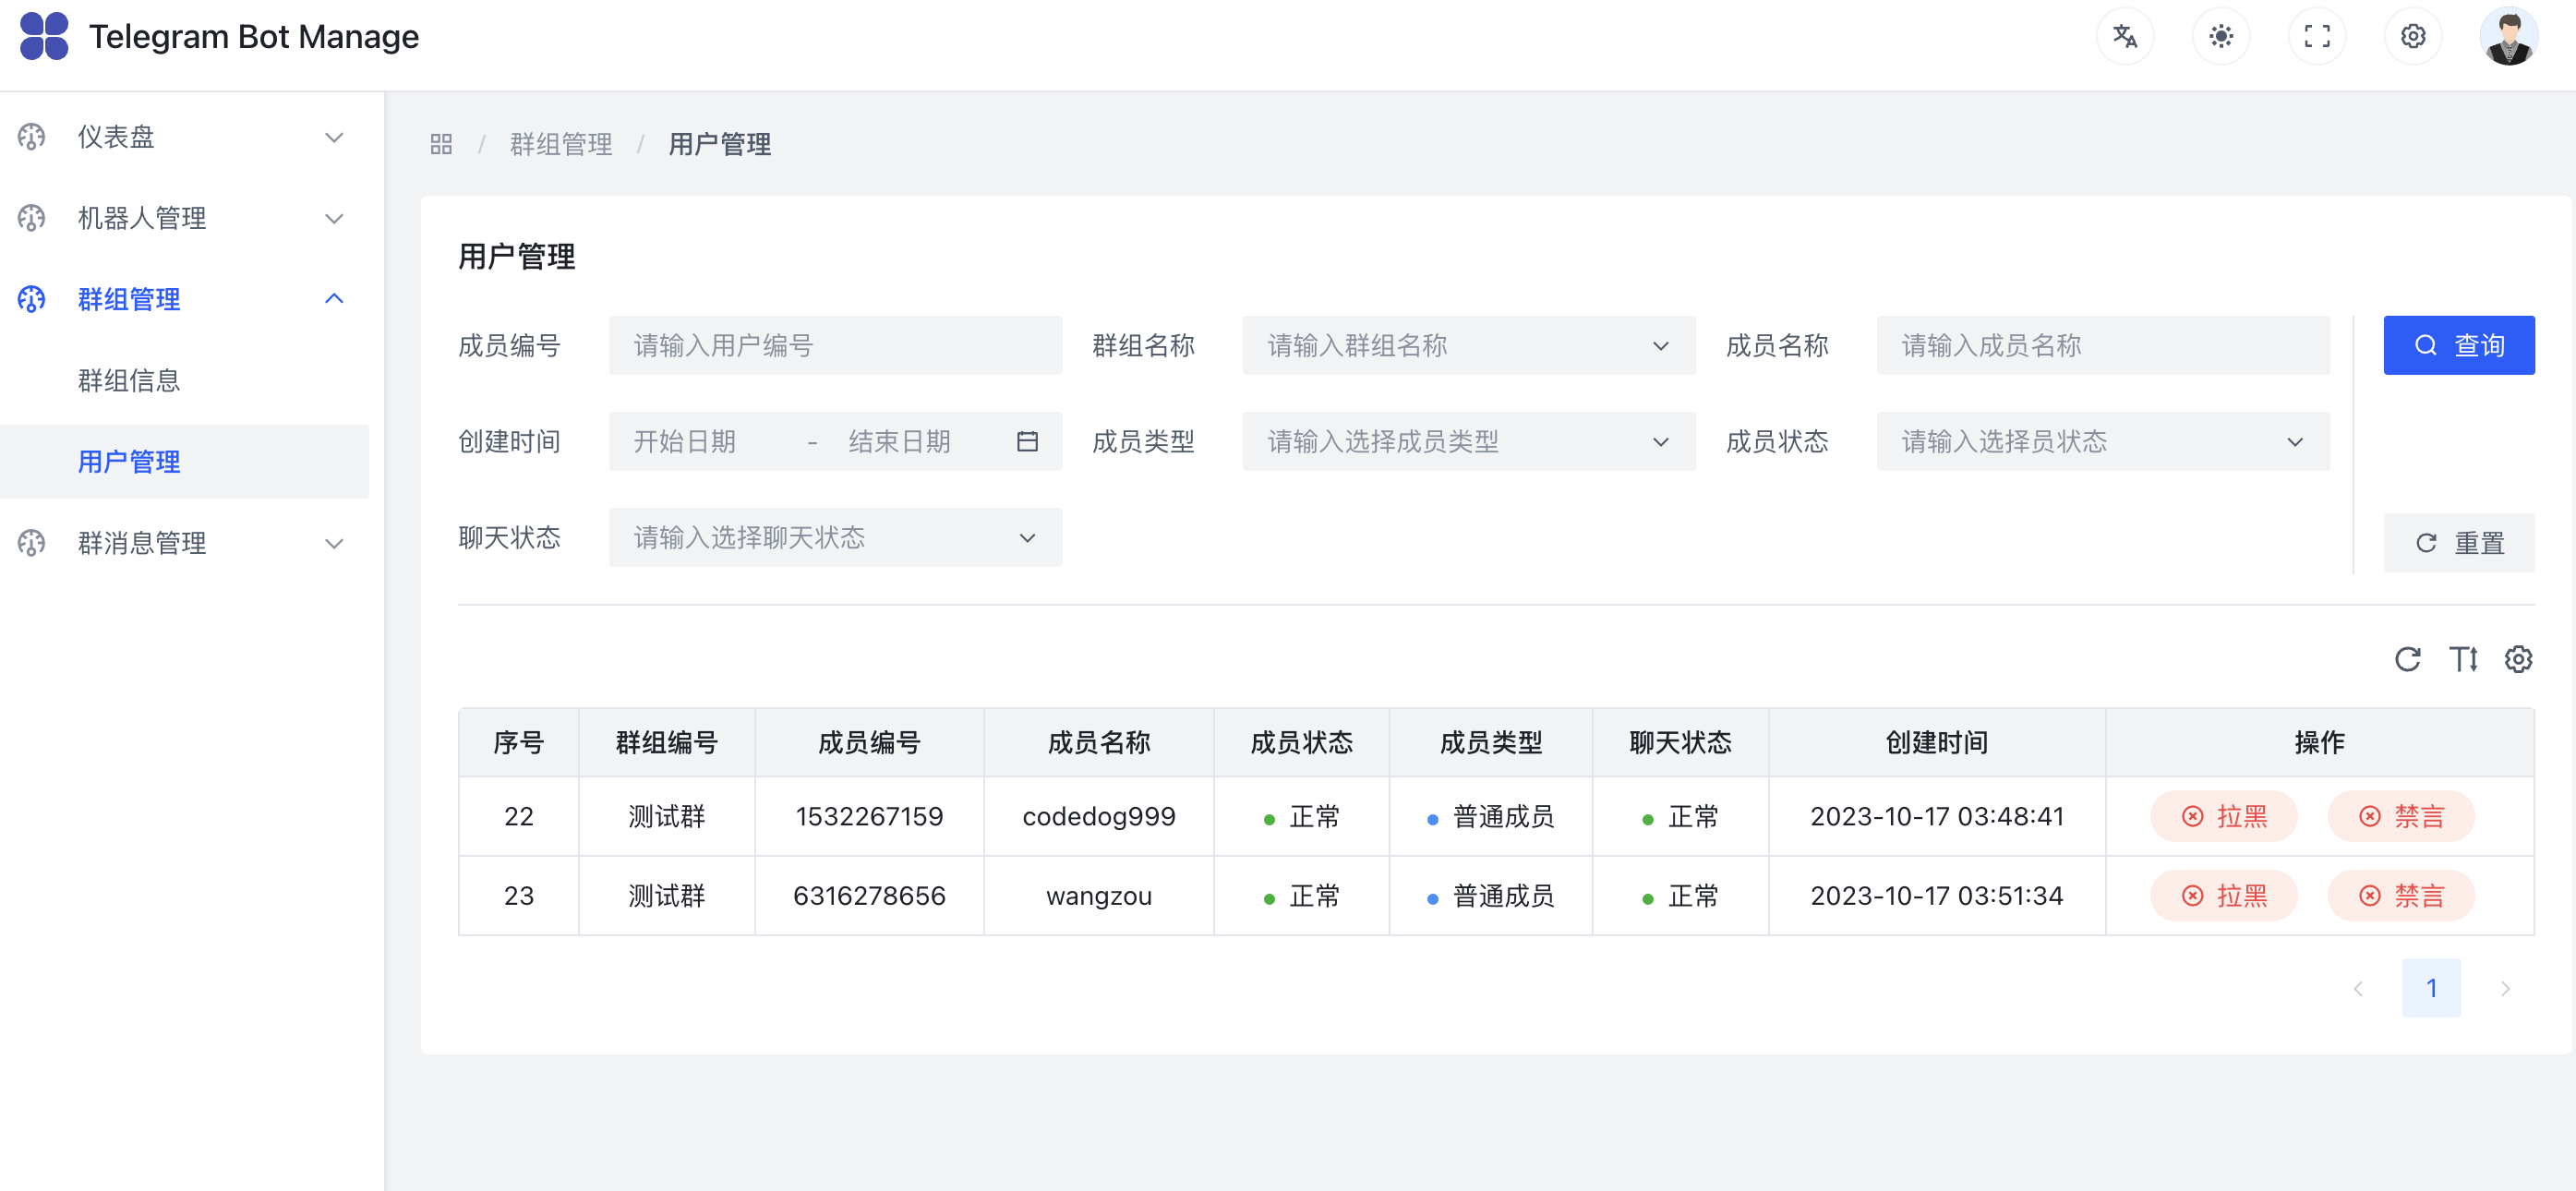 Telegram Bot Manage
仪表盘
机器人管理
群组管理
群组信息
用户管理
群消息管理
/ 群组管理 / 用户管理
用户管理
成员编号 请输入用户编号 群组名称 请输入群组名称 成员名称 请输入成员名称 查询
创建时间 开始日期 - 结束日期 成员类型 请输入选择成员类型 成员状态 请输入选择员状态
聊天状态 请输入选择聊天状态 重置
序号 群组编号 成员编号 成员名称 成员状态 成员类型 聊天状态 创建时间 操作
22 测试群 1532267159 codedog999 正常 普通成员 正常 2023-10-17 03:48:41 拉黑 禁言
23 测试群 6316278656 wangzou 正常 普通成员 正常 2023-10-17 03:51:34 拉黑 禁言
1